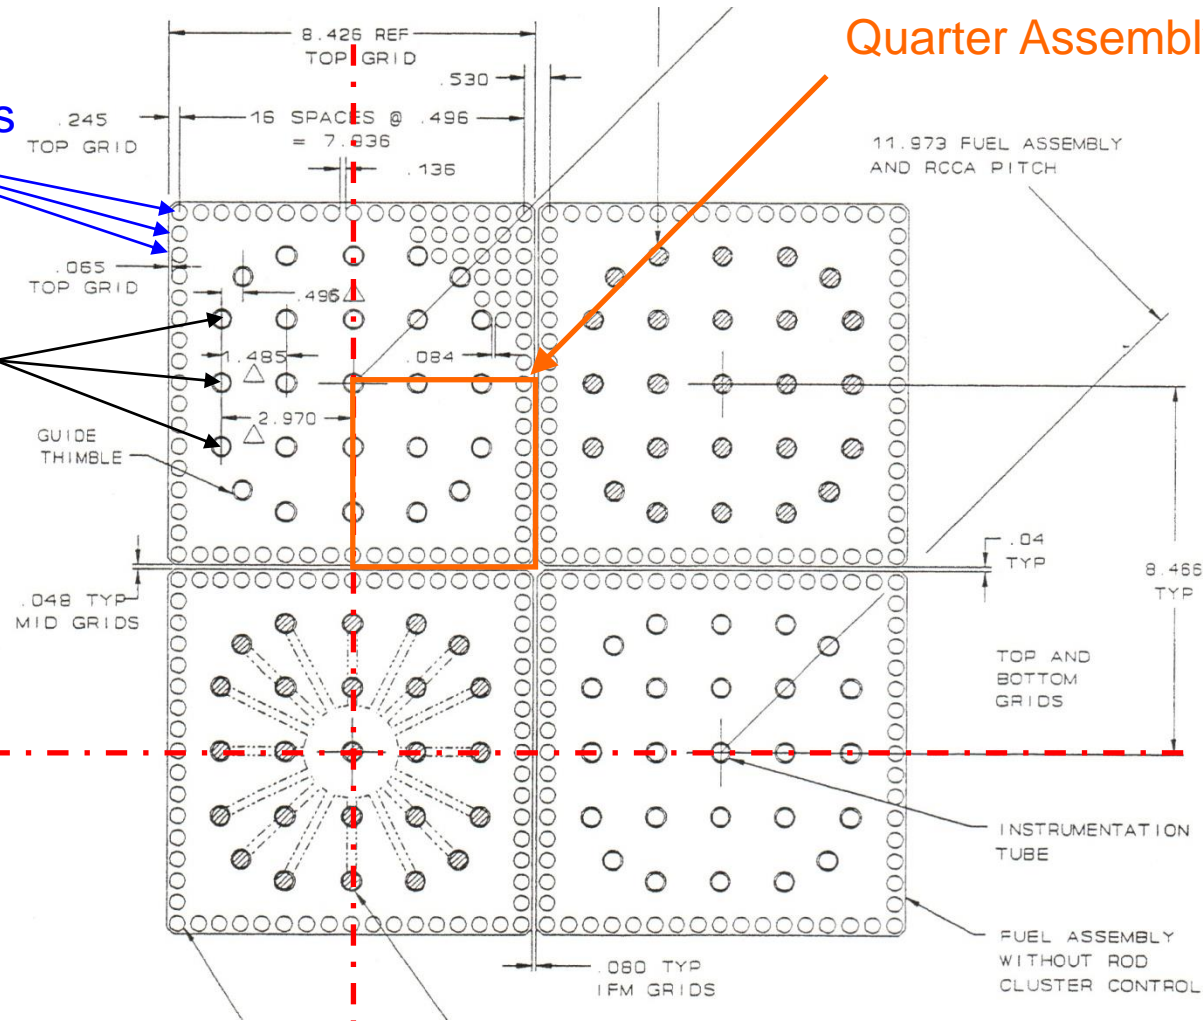 Quarter Assembl
8.426 REF
TOP GRID
.530
s
.245
TOP GRID
16 SPACES @ .496
= 7.936
.136
11.973 FUEL ASSEMBLY
AND RCCA PITCH
.065
TOP GRID
.496
1.485
.084
2.970
GUIDE
THIMBLE
.04
TYP
8.466
TYP
.048 TYP
MID GRIDS
TOP AND
BOTTOM
GRIDS
INSTRUMENTATION
TUBE
FUEL ASSEMBLY
WITHOUT ROD
CLUSTER CONTROL
.080 TYP
IFM GRIDS